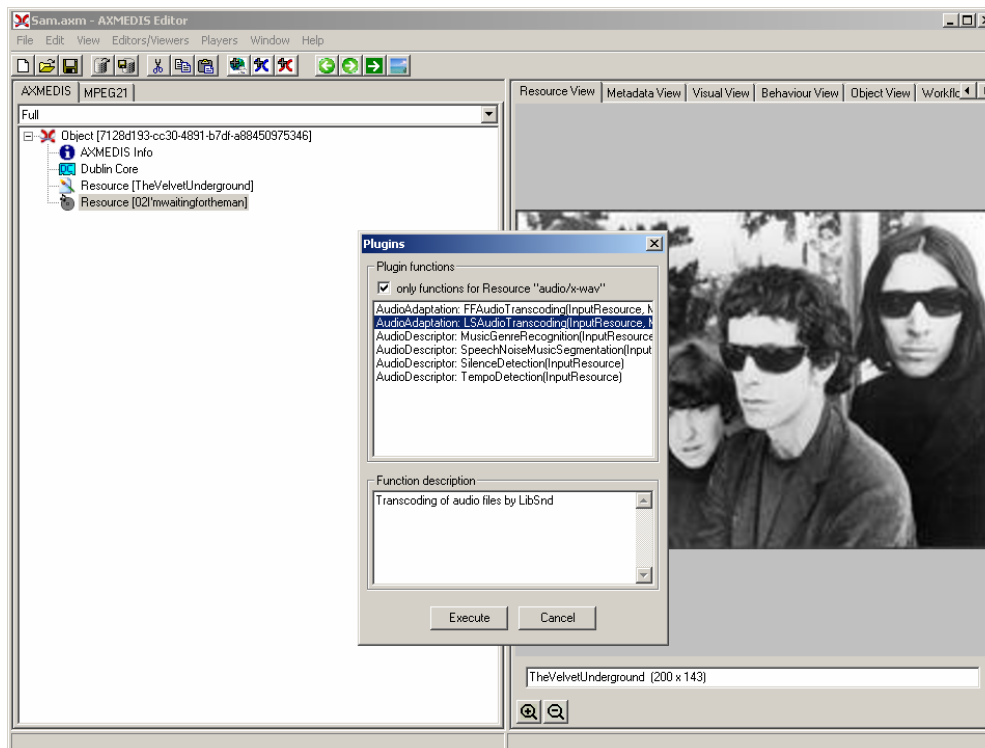 Sam.axm - AXMEDIS Editor
File Edit View Editors/Viewers Players Window Help
AXMEDIS MPEG21
Full
Object [7128d193-cc30-4891-b7df-a88450975346]
AXMEDIS Info
Dublin Core
Resource [TheVelvetUnderground]
Resource [02I'mwaitingfortheman]
Resource View Metadata View Visual View Behaviour View Object View Workflc
Plugins
Plugin functions
only functions for Resource "audio/x-wav"
AudioAdaptation: FFAudioTranscoding(InputResource, M
AudioAdaptation: LSAudioTranscoding(InputResource, M
AudioDescriptor: MusicGenreRecognition(InputResource
AudioDescriptor: SpeechNoiseMusicSegmentation(Input
AudioDescriptor: SilenceDetection(InputResource)
AudioDescriptor: TempoDetection(InputResource)
Function description
Transcoding of audio files by LibSnd
Execute Cancel
TheVelvetUnderground (200 x 143)